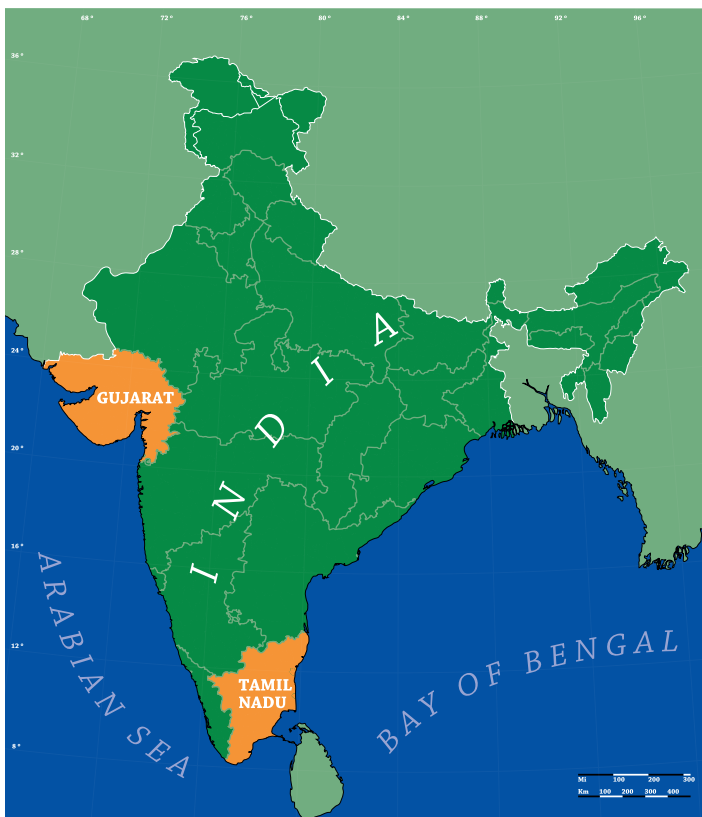 68° 72° 76° 80° 84° 88° 92° 96°
36°
32°
28°
24°
20°
16°
12°
8°
INDIA
GUJARAT
TAMIL
NADU
ARABIAN SEA
BAY OF BENGAL
Mi 100 200 300
Km 100 200 300 400